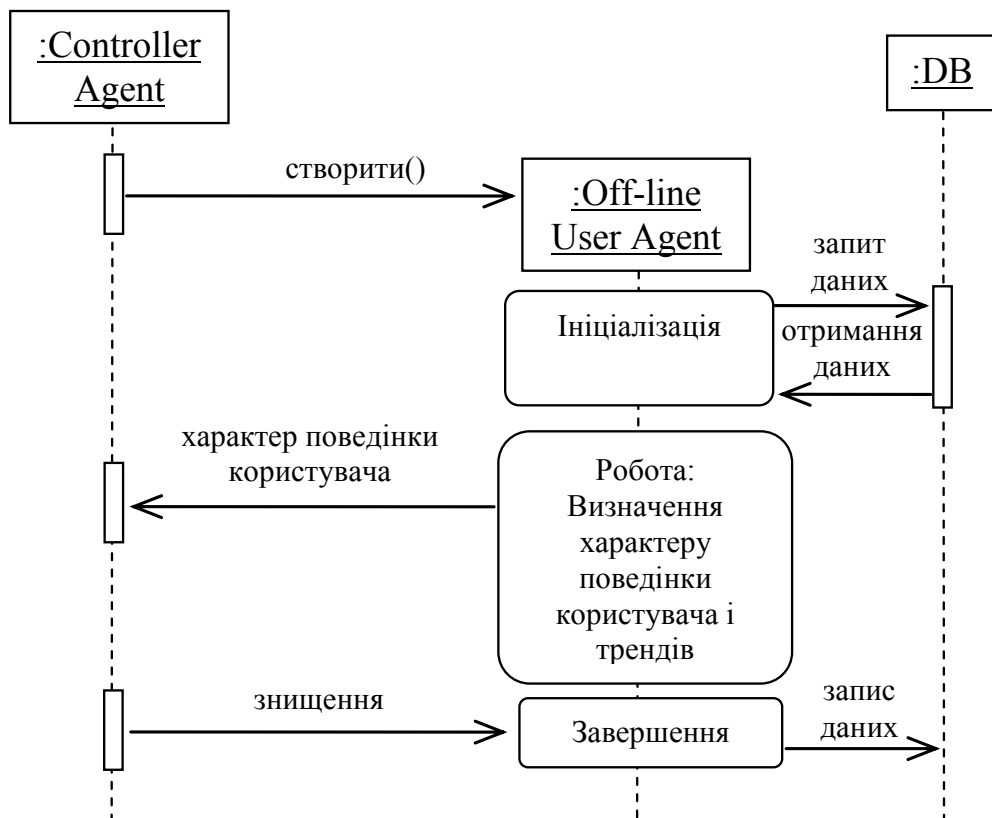 :Controller
Agent
:DB
створити()
:Off-line
User Agent
запит
даних
Ініціалізація
отримання
даних
характер поведінки
користувача
Робота:
Визначення
характеру
поведінки
користувача і
трендів
знищення
Завершення
запис
даних